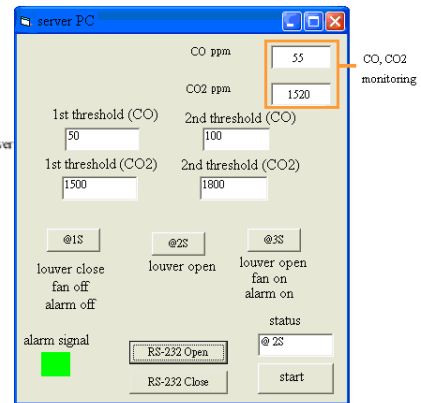 server PC
CO ppm
55
CO, CO2
monitoring
CO2 ppm
1520
1st threshold (CO)
2nd threshold (CO)
50
100
1st threshold (CO2)
2nd threshold (CO2)
1500
1800
@1S
@2S
@3S
louver close
fan off
alarm off
louver open
louver open
fan on
alarm on
status
alarm signal
@ 2S
RS-232 Open
RS-232 Close
start